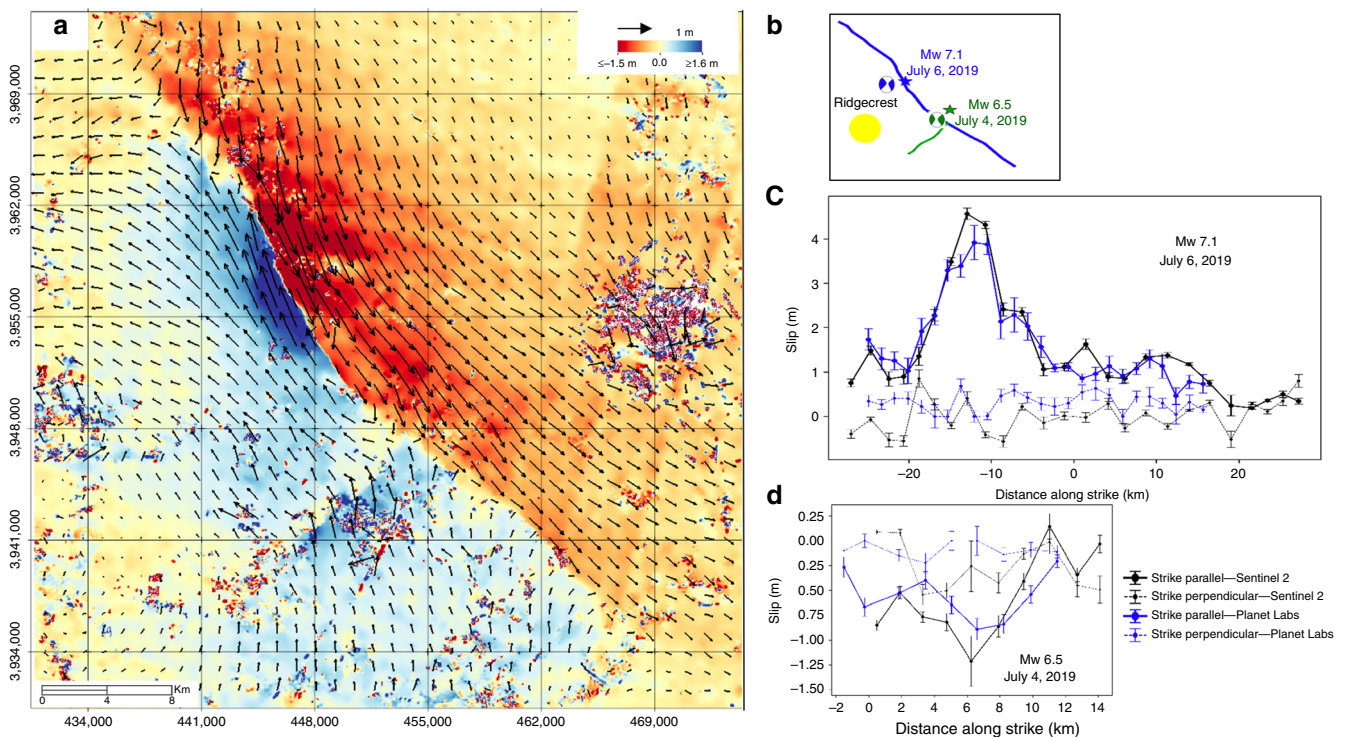 a
1 m
≤–1.5 m 0.0 ≥1.6 m
3,969,000
3,962,000
3,955,000
3,948,000
3,941,000
3,934,000
Km
0 4 8
434,000 441,000 448,000 455,000 462,000 469,000
b
Mw 7.1
July 6, 2019
Ridgecrest
Mw 6.5
July 4, 2019
C
Mw 7.1
July 6, 2019
Slip (m)
4
3
2
1
0
–20 –10 0 10 20
Distance along strike (km)
d
Slip (m)
0.25
0.00
–0.25
0.50
0.75
–1.00
–1.25
–1.50
Mw 6.5
July 4, 2019
–2 0 2 4 6 8 10 12 14
Distance along strike (km)
Strike parallel—Sentinel 2
Strike perpendicular—Sentinel 2
Strike parallel—Planet Labs
Strike perpendicular—Planet Labs